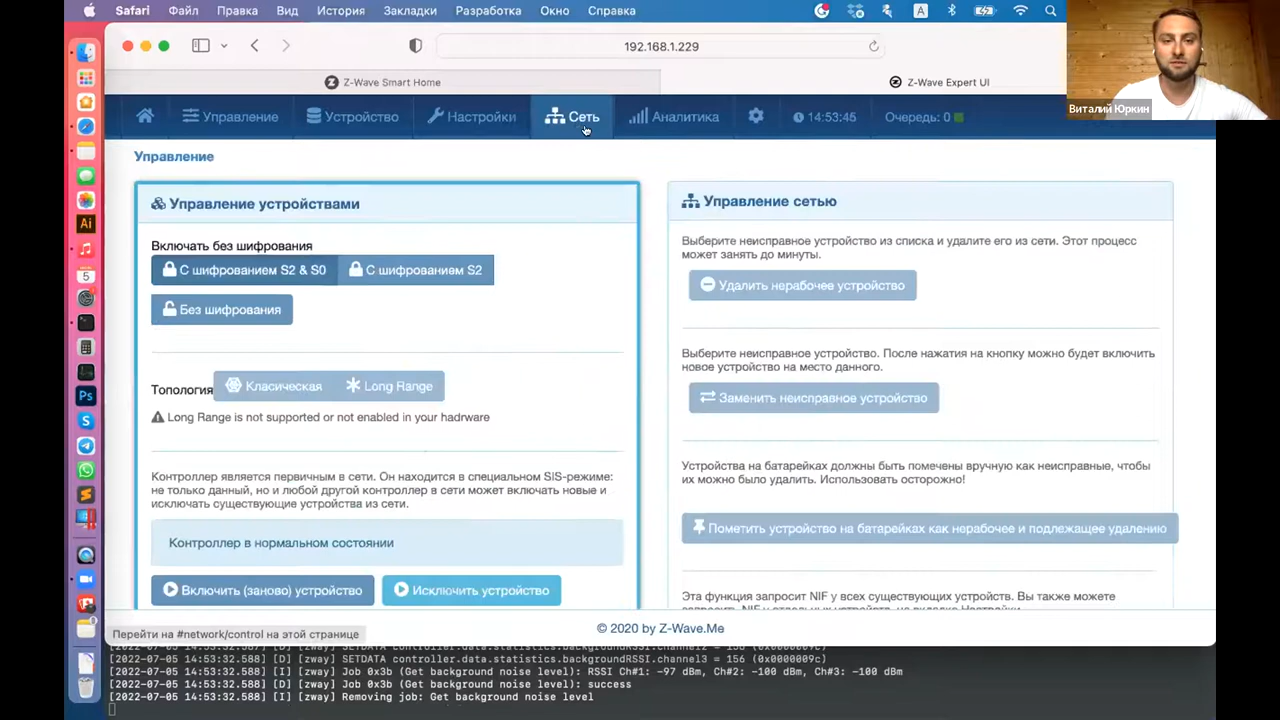 Safari Файл Правка Вид История Закладки Разработка Окно Справка
A
192.168.1.229
Z-Wave Smart Home
Z-Wave Expert UI
Виталий Юркин
Управление Устройство Настройки Сеть Аналитика 14:53:45 Очередь: 0
Управление
Управление устройствами
Включать без шифрования
С шифрованием S2 & S0
С шифрованием S2
Без шифрования
Топология
Класическая
Long Range
Long Range is not supported or not enabled in your hadrware
Контроллер является первичным в сети. Он находится в специальном SIS-режиме:
не только данный, но и любой другой контроллер в сети может включать новые и
исключать существующие устройства из сети.
Контроллер в нормальном состоянии
Включить (заново) устройство
Исключить устройство
Управление сетью
Выберите неисправное устройство из списка и удалите его из сети. Этот процесс
может занять до минуты.
Удалить нерабочее устройство
Выберите неисправное устройство. После нажатия на кнопку можно будет включить
новое устройство на место данного.
Заменить неисправное устройство
Устройства на батарейках должны быть помечены вручную как неисправные, чтобы
их можно было удалить. Использовать осторожно!
Пометить устройство на батарейках как нерабочее и подлежащее удалению
Эта функция запросит NIF у всех существующих устройств. Вы также можете
Ai
5
Ps
Перейти на #network/control на этой странице
© 2020 by Z-Wave.Me
[2022-07-05 14:53:32.588] [D] [zway] SETDATA controller.data.statistics.backgroundRSSI.channel3 = 156 (0x0000009c)
[2022-07-05 14:53:32.588] [I] [zway] Job 0x3b (Get background noise level): RSSI Ch#1: -97 dBm, Ch#2: -100 dBm, Ch#3: -100 dBm
[2022-07-05 14:53:32.588] [D] [zway] Job 0x3b (Get background noise level): success
[2022-07-05 14:53:32.588] [I] [zway] Removing job: Get background noise level